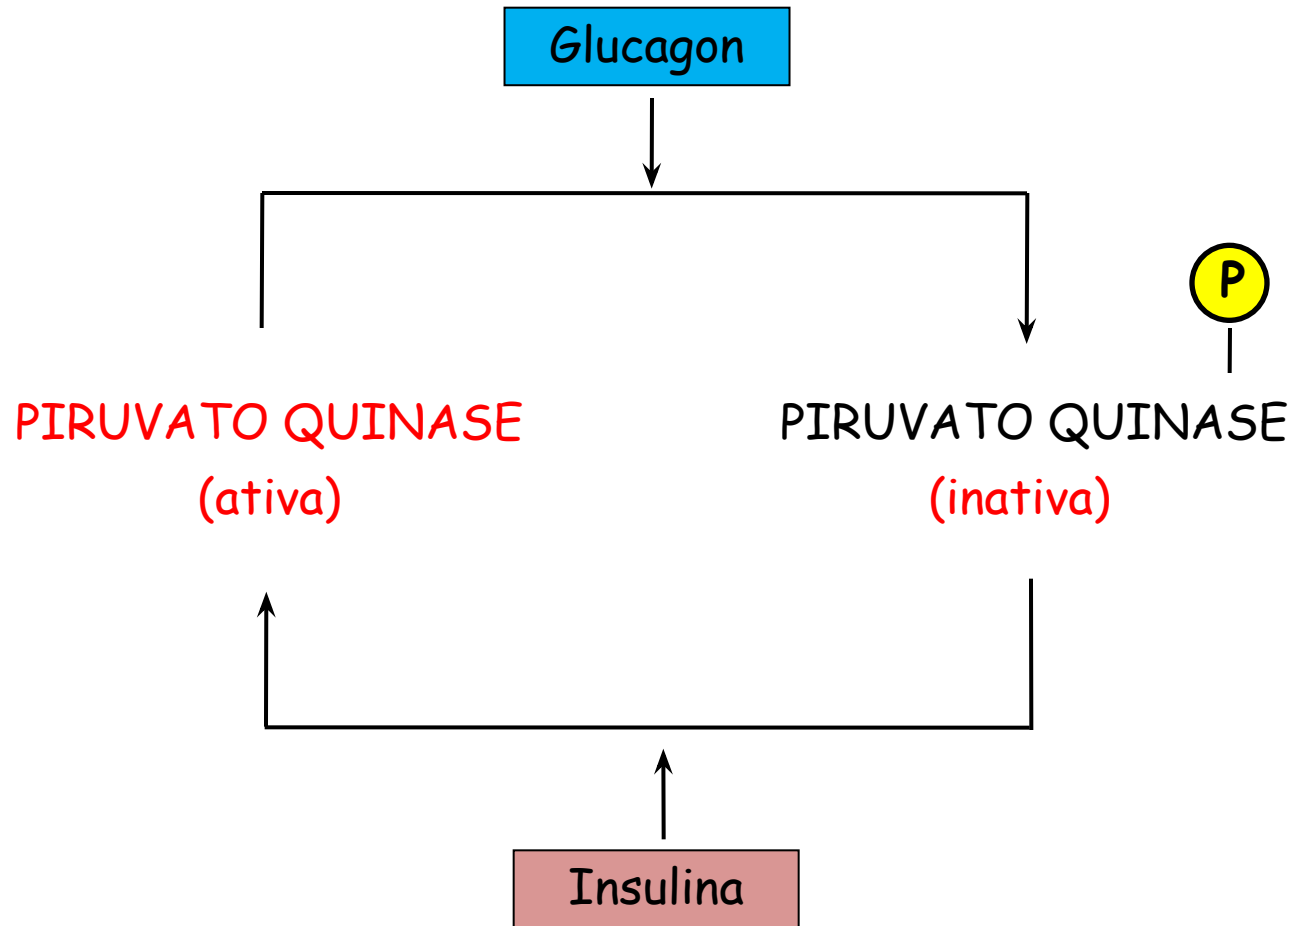 Glucagon
P
PIRUVATO QUINASE
(ativa)
PIRUVATO QUINASE
(inativa)
Insulina